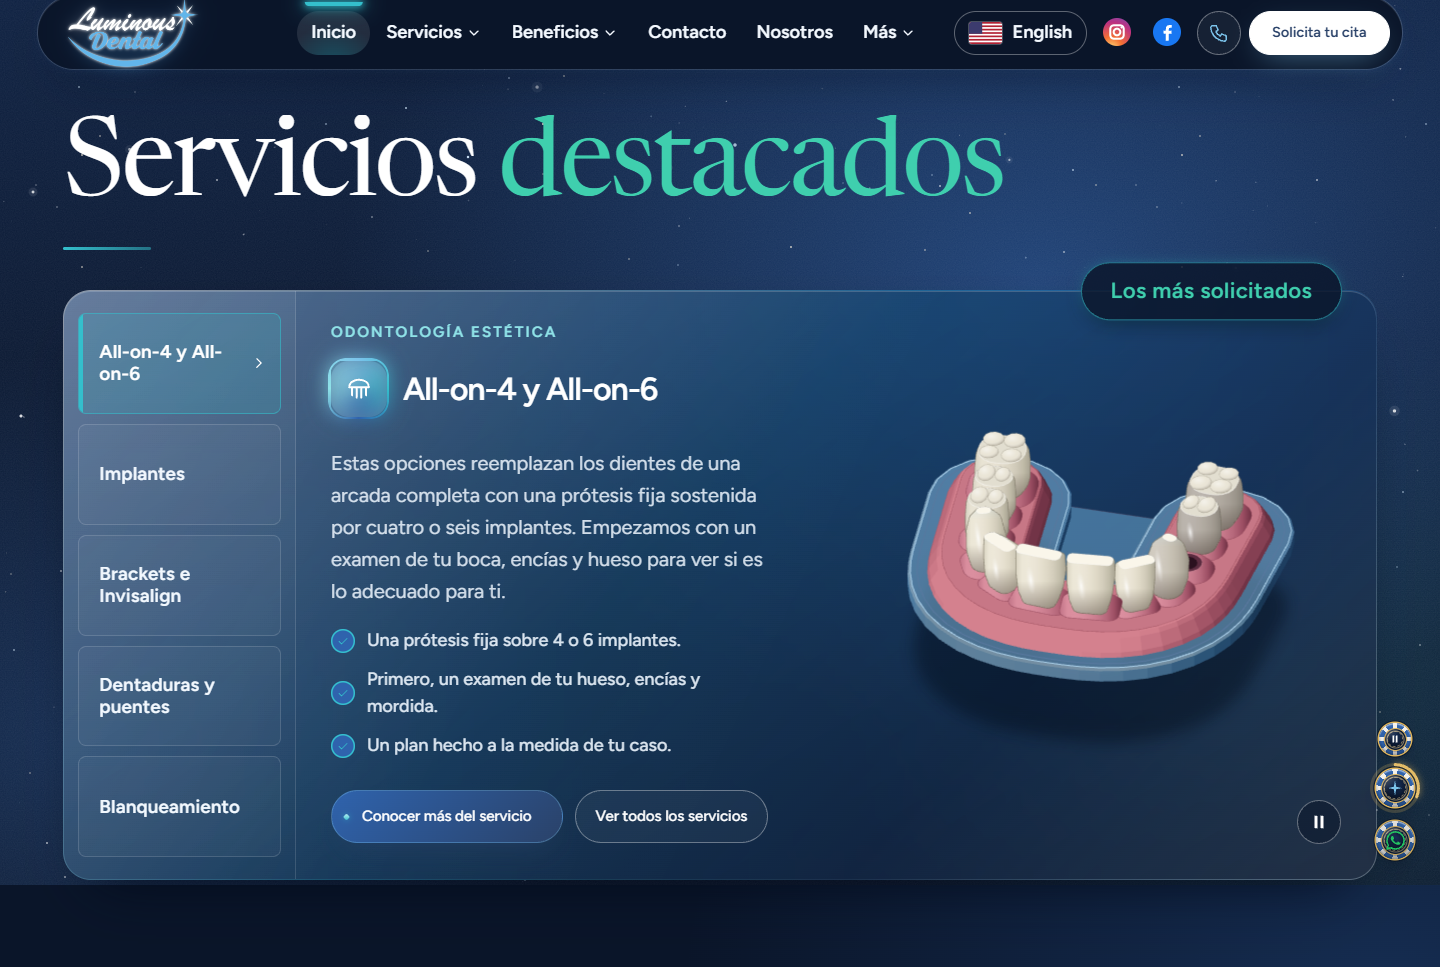 Luminous
Dental
Inicio
Servicios
Beneficios
Contacto
Nosotros
Más
English
Solicita tu cita
Servicios destacados
Los más solicitados
All-on-4 y All-
on-6
Implantes
Brackets e
Invisalign
Dentaduras y
puentes
Blanqueamiento
ODONTOLOGÍA ESTÉTICA
All-on-4 y All-on-6
Estas opciones reemplazan los dientes de una
arcada completa con una prótesis fija sostenida
por cuatro o seis implantes. Empezamos con un
examen de tu boca, encías y hueso para ver si es
lo adecuado para ti.
Una prótesis fija sobre 4 o 6 implantes.
Primero, un examen de tu hueso, encías y
mordida.
Un plan hecho a la medida de tu caso.
Conocer más del servicio
Ver todos los servicios